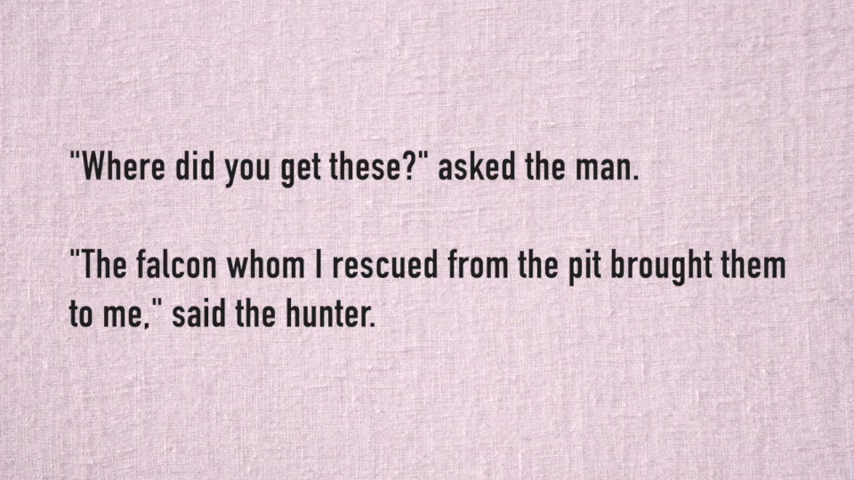 "Where did you get these?" asked the man.
"The falcon whom I rescued from the pit brought them
to me," said the hunter.